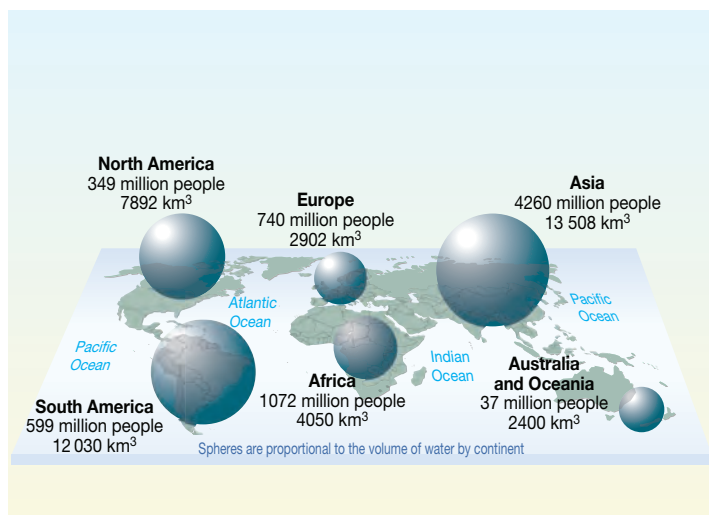 North America
349 million people
7892 km³
Europe
740 million people
2902 km³
Asia
4260 million people
13 508 km³
Atlantic
Ocean
Pacific
Ocean
Pacific
Ocean
Indian
Ocean
South America
599 million people
12 030 km³
Africa
1072 million people
4050 km³
Australia
and Oceania
37 million people
2400 km³
Spheres are proportional to the volume of water by continent